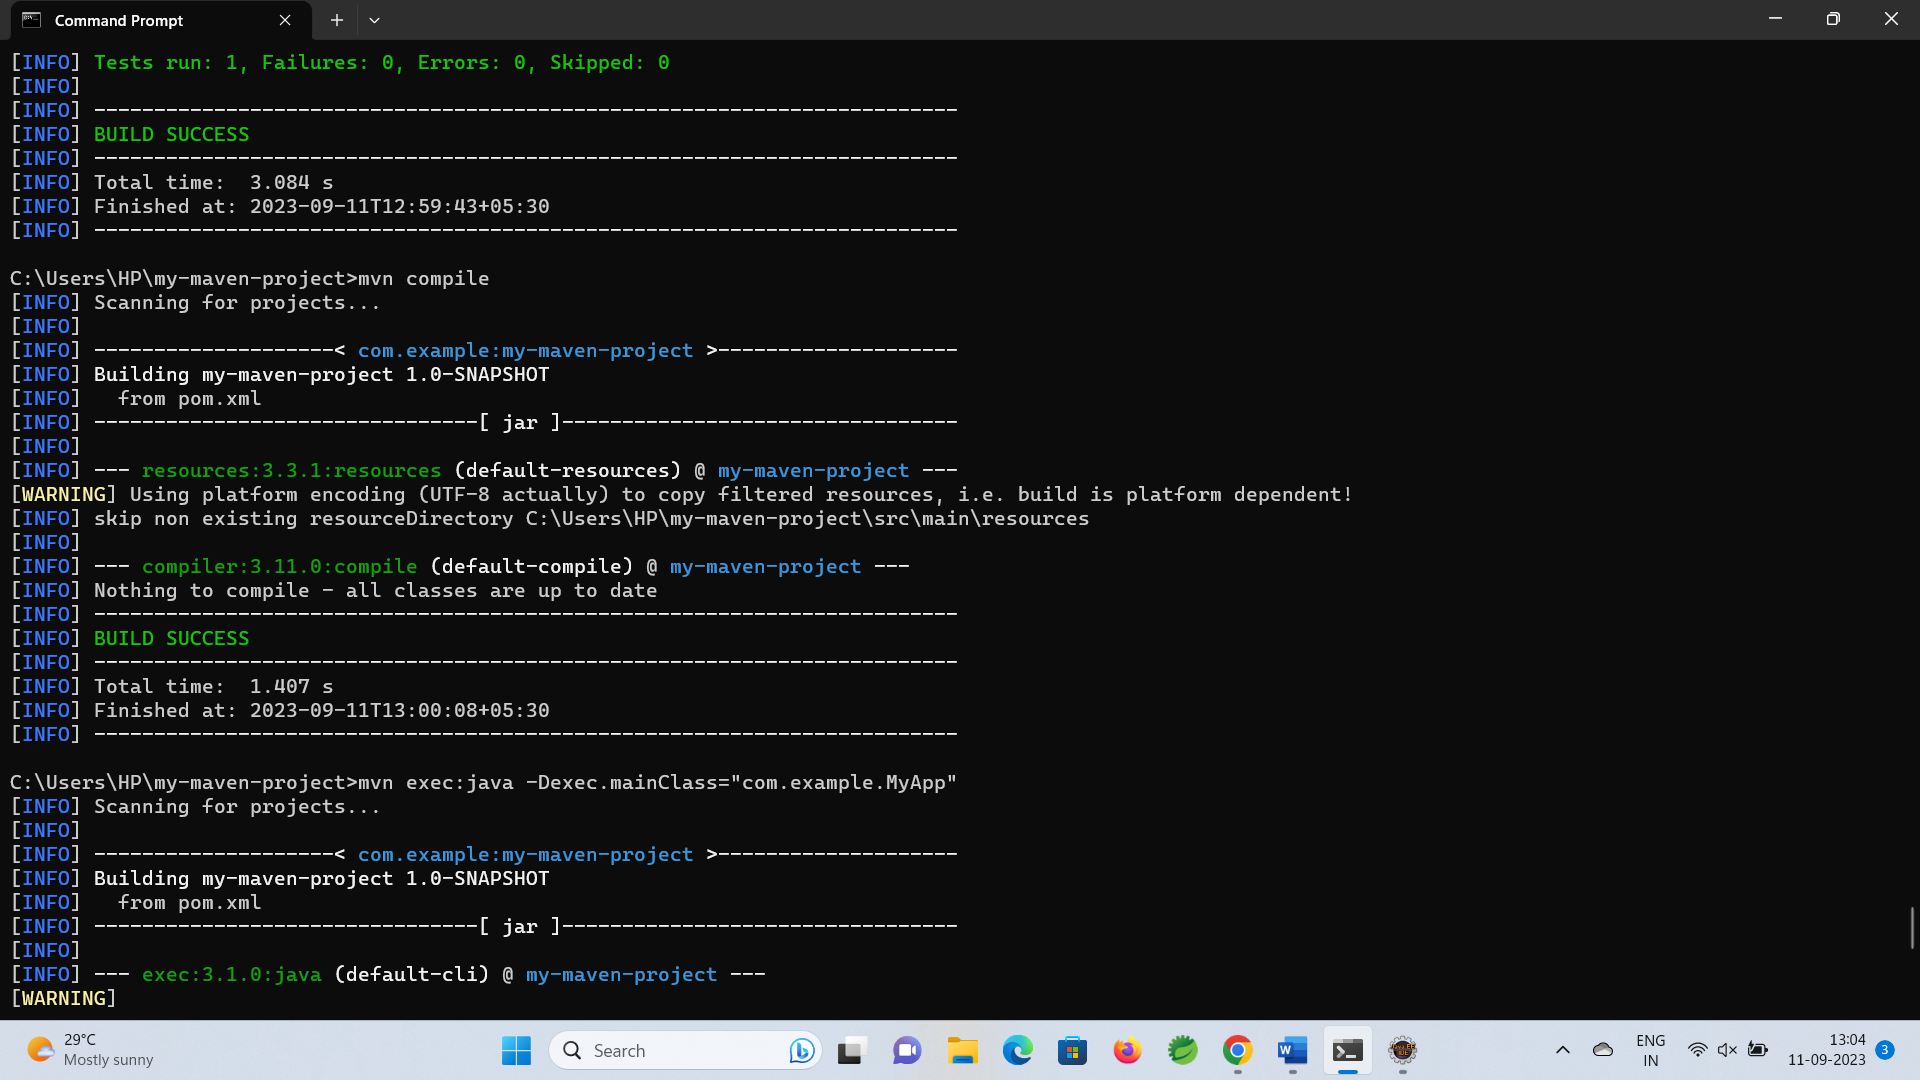 Command Prompt
[INFO] Tests run: 1, Failures: 0, Errors: 0, Skipped: 0
[INFO]
[INFO] ------------------------------------------------------------------------
[INFO] BUILD SUCCESS
[INFO] ------------------------------------------------------------------------
[INFO] Total time:  3.084 s
[INFO] Finished at: 2023-09-11T12:59:43+05:30
[INFO] ------------------------------------------------------------------------
C:\Users\HP\my-maven-project>mvn compile
[INFO] Scanning for projects...
[INFO]
[INFO] --------------------< com.example:my-maven-project >--------------------
[INFO] Building my-maven-project 1.0-SNAPSHOT
[INFO]   from pom.xml
[INFO] --------------------------------[ jar ]---------------------------------
[INFO]
[INFO] --- resources:3.3.1:resources (default-resources) @ my-maven-project ---
[WARNING] Using platform encoding (UTF-8 actually) to copy filtered resources, i.e. build is platform dependent!
[INFO] skip non existing resourceDirectory C:\Users\HP\my-maven-project\src\main\resources
[INFO]
[INFO] --- compiler:3.11.0:compile (default-compile) @ my-maven-project ---
[INFO] Nothing to compile - all classes are up to date
[INFO] ------------------------------------------------------------------------
[INFO] BUILD SUCCESS
[INFO] ------------------------------------------------------------------------
[INFO] Total time:  1.407 s
[INFO] Finished at: 2023-09-11T13:00:08+05:30
[INFO] ------------------------------------------------------------------------
C:\Users\HP\my-maven-project>mvn exec:java -Dexec.mainClass="com.example.MyApp"
[INFO] Scanning for projects...
[INFO]
[INFO] --------------------< com.example:my-maven-project >--------------------
[INFO] Building my-maven-project 1.0-SNAPSHOT
[INFO]   from pom.xml
[INFO] --------------------------------[ jar ]---------------------------------
[INFO]
[INFO] --- exec:3.1.0:java (default-cli) @ my-maven-project ---
[WARNING]
29°C
Mostly sunny
Search
ENG
IN
13:04
11-09-2023
3